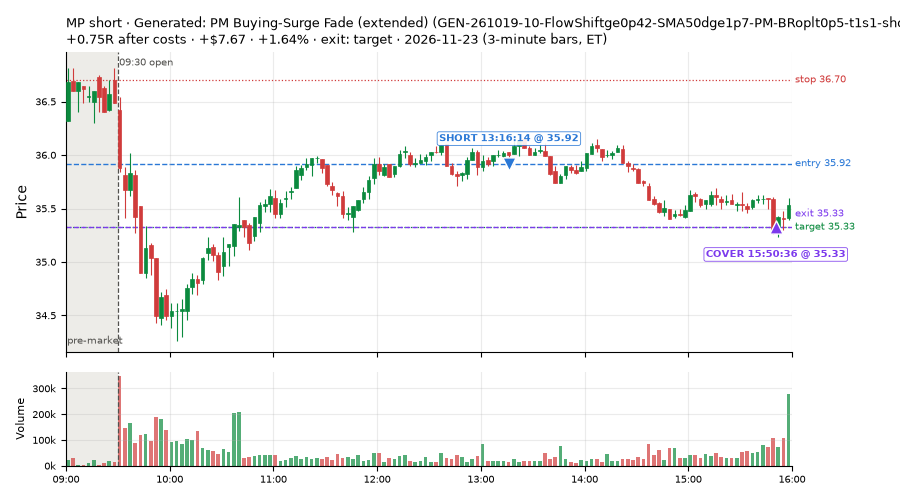 MP short · Generated: PM Buying-Surge Fade (extended) (GEN-261019-10-FlowShiftge0p42-SMA50dge1p7-PM-BRoplt0p5-t1s1-sho
+0.75R after costs · +$7.67 · +1.64% · exit: target · 2026-11-23 (3-minute bars, ET)
09:30 open
stop 36.70
36.5
SHORT 13:16:14 @ 35.92
36.0
entry 35.92
Price
35.5
exit 35.33
target 35.33
35.0
COVER 15:50:36 @ 35.33
34.5
pre-market
300k
200k
100k
0k
Volume
09:00 10:00 11:00 12:00 13:00 14:00 15:00 16:00